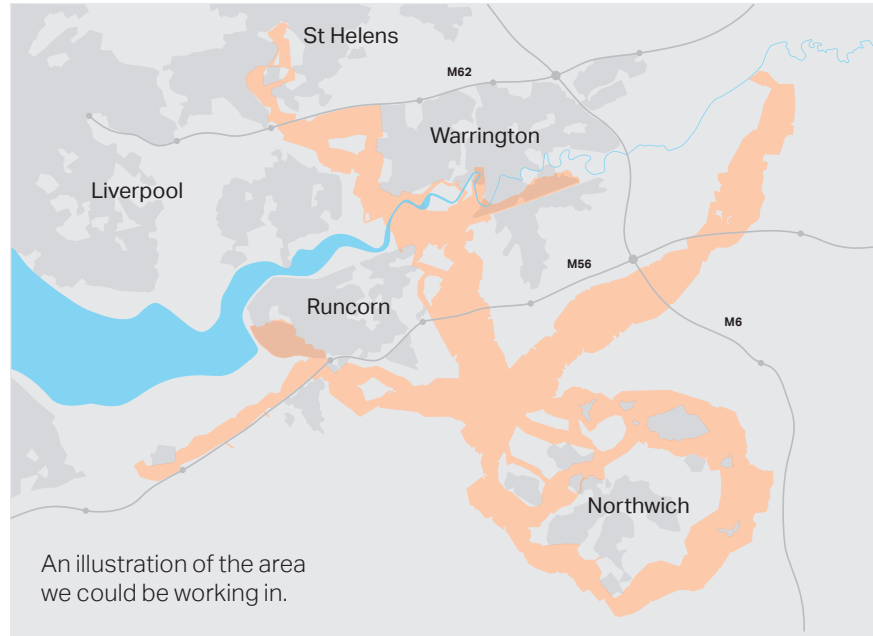 St Helens
M62
Warrington
Liverpool
M56
Runcorn
M6
Northwich
An illustration of the area
we could be working in.